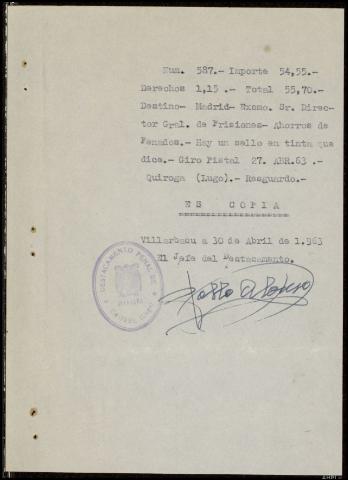 Num. 587.- Importe 54,55.-
Derechos 1,15 .- Total 55,70.-
Destino- Madrid- Excmo. Sr. Direc-
tor Gral. de Prisiones- Ahorros de
Penados.- Hay un sello en tinta que
dice.- Giro Postal 27. ABR.63 .-
Quiroga (Lugo).- Resguardo.-
ES COPIA
Villarbacu a 30 de Abril de 1.963
El Jefe del Destacamento.
DESTACAMENTO PENAL DE